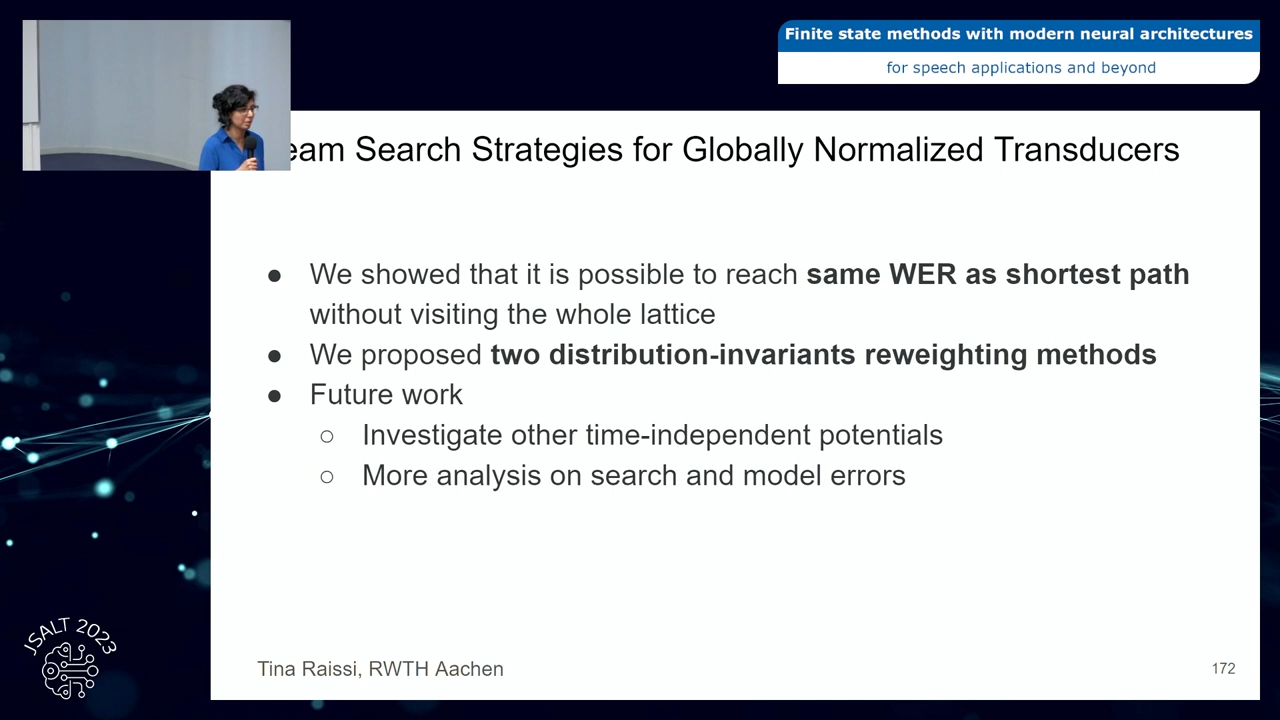 Finite state methods with modern neural architectures
for speech applications and beyond
eam Search Strategies for Globally Normalized Transducers
● We showed that it is possible to reach same WER as shortest path
without visiting the whole lattice
● We proposed two distribution-invariants reweighting methods
● Future work
○ Investigate other time-independent potentials
○ More analysis on search and model errors
JSALT 2023
Tina Raissi, RWTH Aachen
172